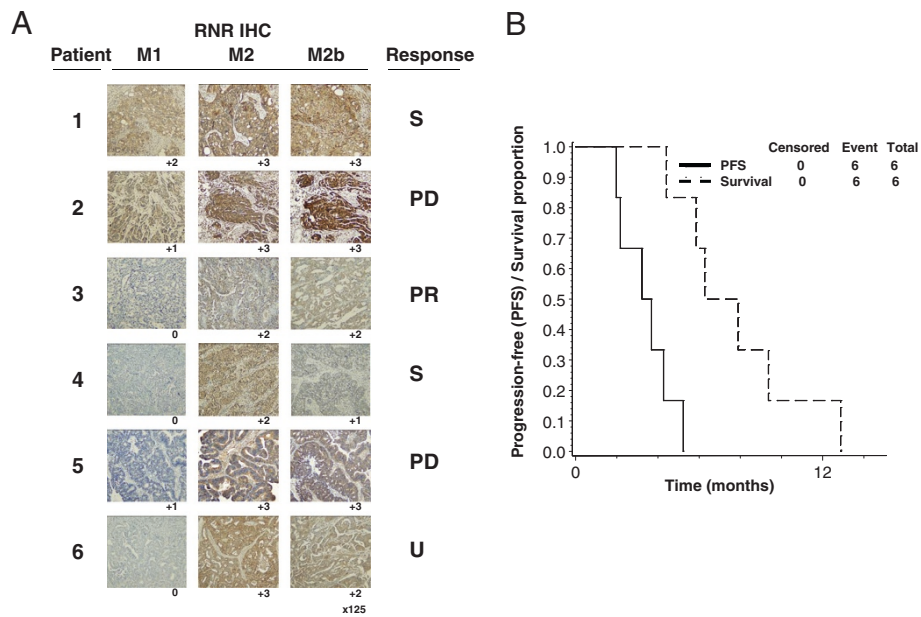 A
RNR IHC
Patient M1 M2 M2b Response
1 S
+2 +3 +3
2 PD
+1 +3 +3
3 PR
0 +2 +2
4 S
0 +2 +1
5 PD
+1 +3 +3
6 U
0 +3 +2
x125
B
Censored Event Total
PFS 0 6 6
Survival 0 6 6
Progression-free (PFS) / Survival proportion
1.0
0.9
0.8
0.7
0.6
0.5
0.4
0.3
0.2
0.1
0.0
0 12
Time (months)